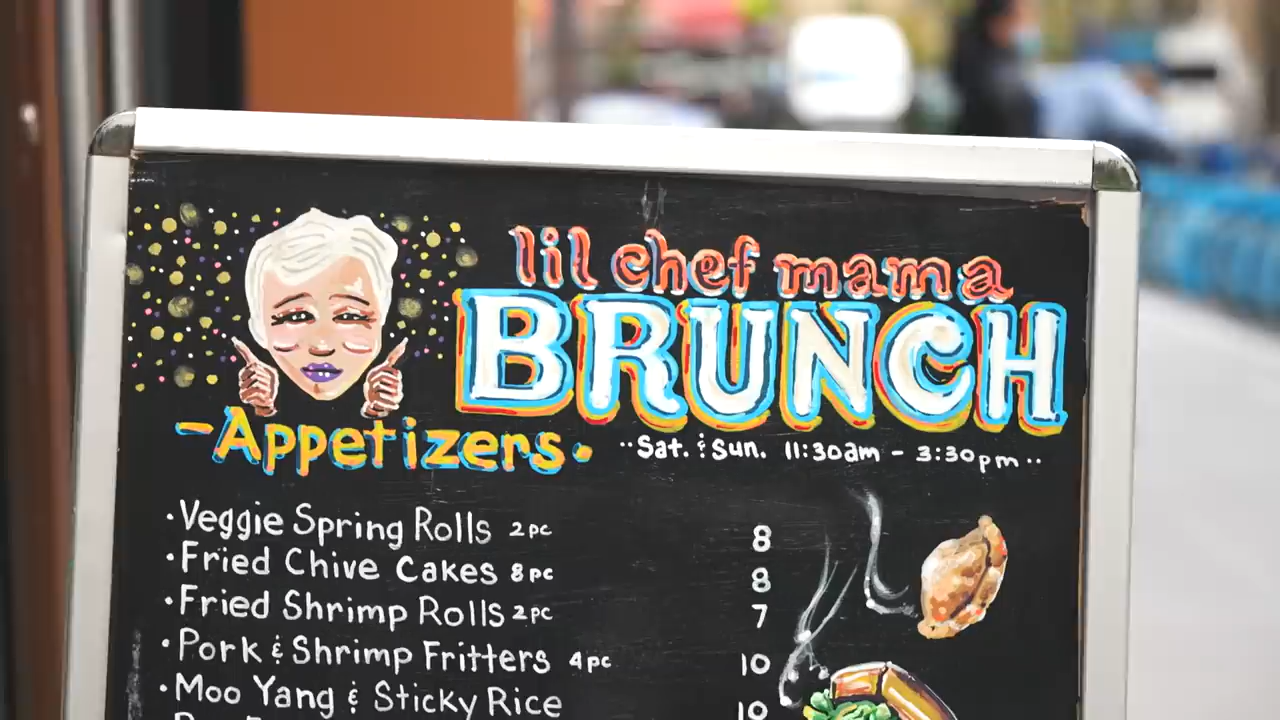 lil chef mama
BRUNCH
··Sat. & Sun. 11:30am - 3:30pm··
-Appetizers·
·Veggie Spring Rolls 2pc 8
·Fried Chive Cakes 8pc 8
·Fried Shrimp Rolls 2pc 7
·Pork & Shrimp Fritters 4pc 10
·Moo Yang & Sticky Rice 10